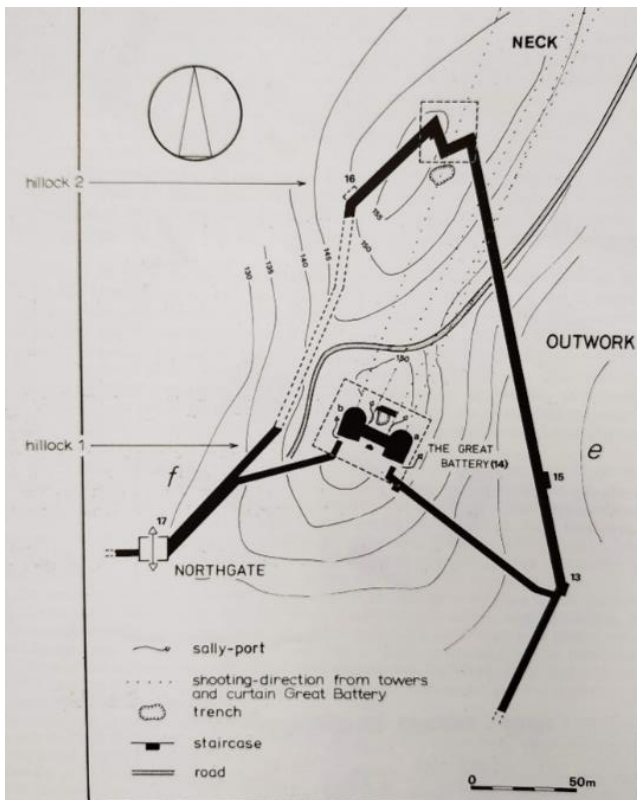 NECK
hillock 2
16
155
150
145
140
135
130
130
OUTWORK
b
a
c
d
hillock 1
THE GREAT
BATTERY(14)
f
e
15
17
NORTHGATE
13
sally-port
shooting-direction from towers
and curtain Great Battery
trench
staircase
road
0
50m